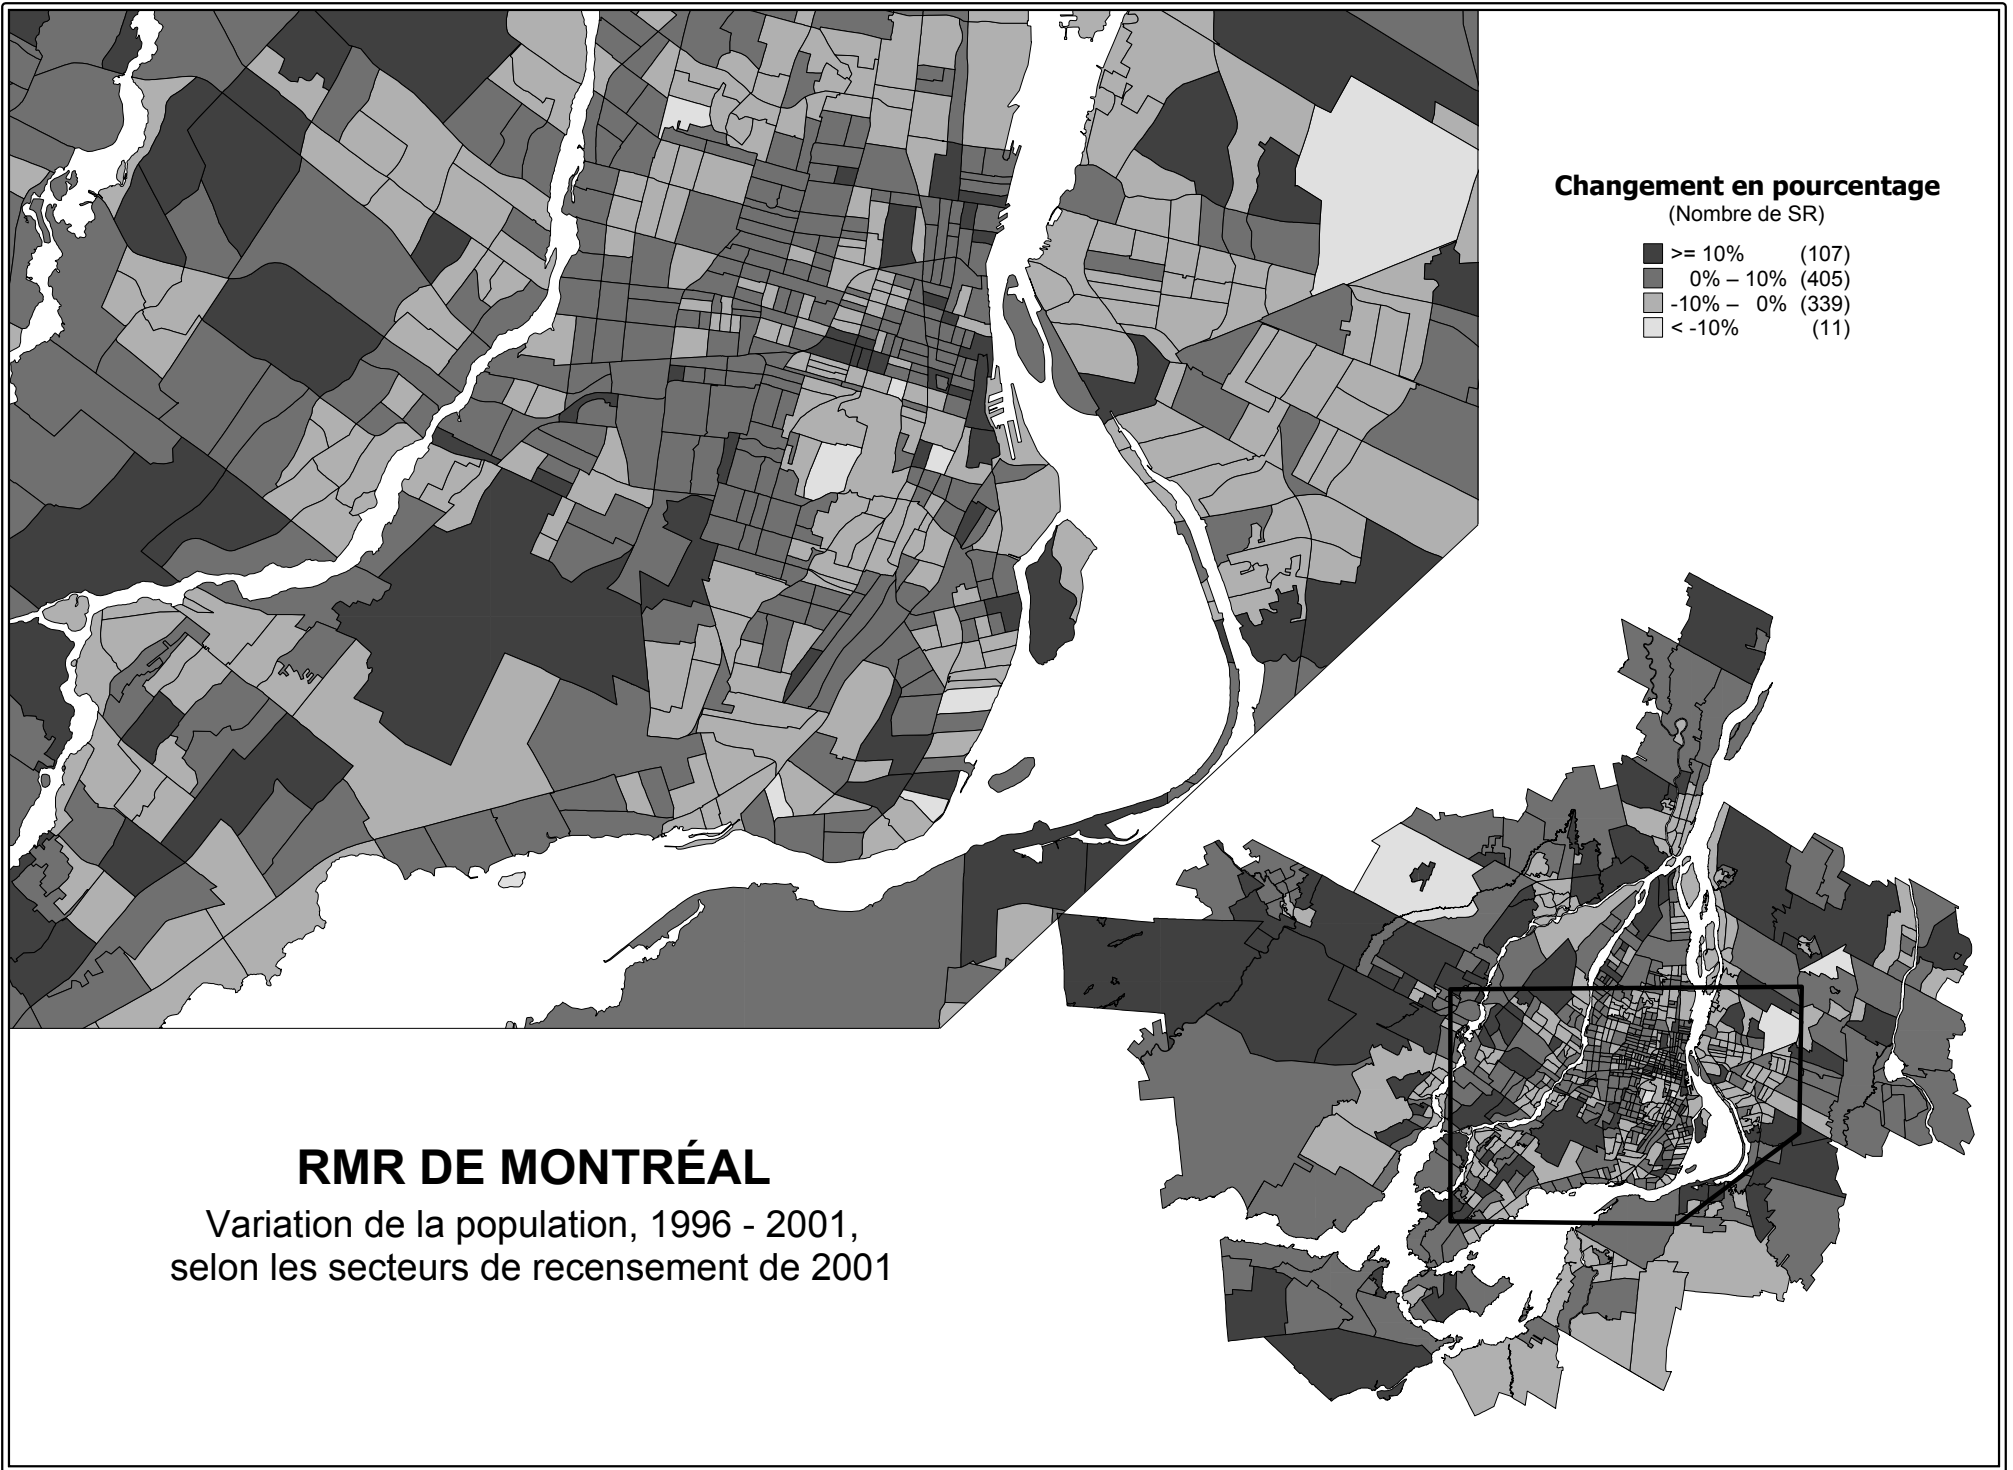 Changement en pourcentage
(Nombre de SR)
>= 10% (107)
0% – 10% (405)
-10% – 0% (339)
< -10% (11)
RMR DE MONTRÉAL
Variation de la population, 1996 - 2001,
selon les secteurs de recensement de 2001